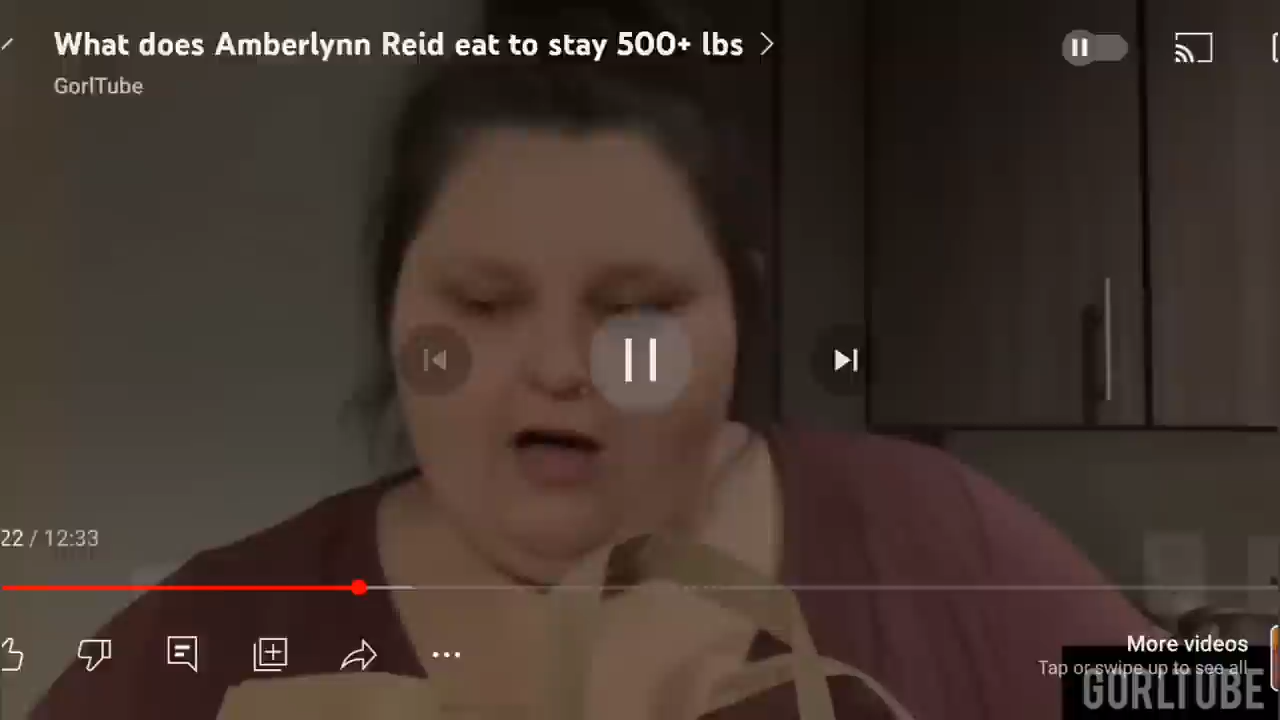 What does Amberlynn Reid eat to stay 500+ lbs
GorlTube
22 / 12:33
More videos
Tap or swipe up to see all
GORLTUBE